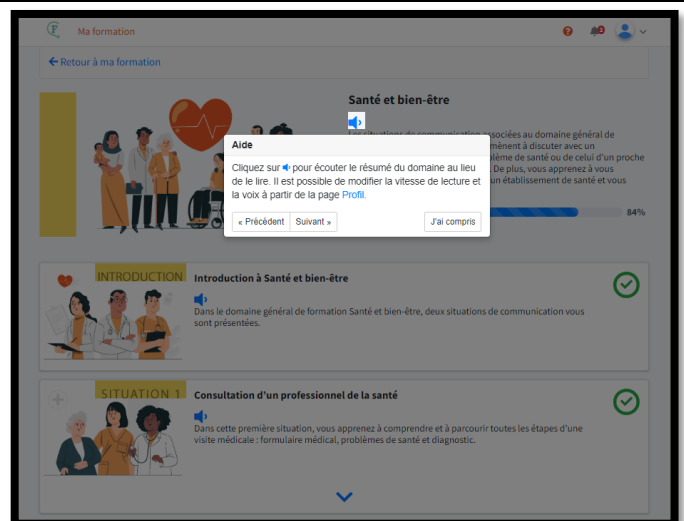 Ma formation
Retour à ma formation
Santé et bien-être
Les situations de communication associées au domaine général de
mènent à discuter avec un
blème de santé ou de celui d'un proche
De plus, vous apprenez à vous
un établissement de santé et vous
84%
Aide
Cliquez sur pour écouter le résumé du domaine au lieu
de le lire. Il est possible de modifier la vitesse de lecture et
la voix à partir de la page Profil.
« Précédent Suivant » J'ai compris
INTRODUCTION
Introduction à Santé et bien-être
Dans le domaine général de formation Santé et bien-être, deux situations de communication vous
sont présentées.
SITUATION 1
Consultation d'un professionnel de la santé
Dans cette première situation, vous apprenez à comprendre et à parcourir toutes les étapes d'une
visite médicale : formulaire médical, problèmes de santé et diagnostic.